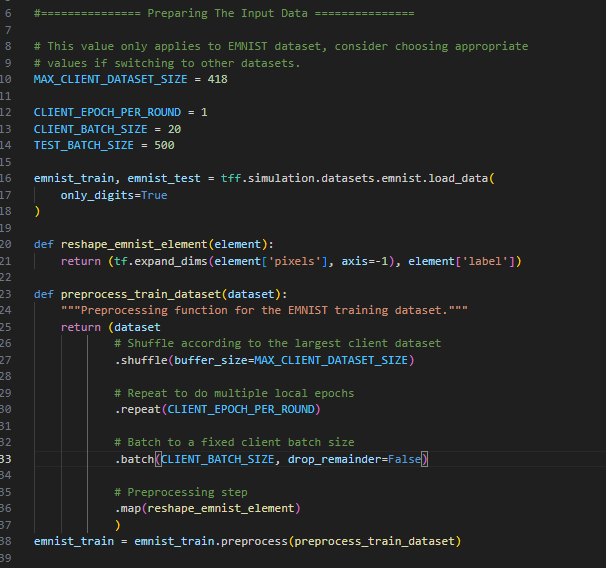 6 #=============== Preparing The Input Data ===============
7
8 # This value only applies to EMNIST dataset, consider choosing appropriate
9 # values if switching to other datasets.
10 MAX_CLIENT_DATASET_SIZE = 418
11
12 CLIENT_EPOCH_PER_ROUND = 1
13 CLIENT_BATCH_SIZE = 20
14 TEST_BATCH_SIZE = 500
15
16 emnist_train, emnist_test = tff.simulation.datasets.emnist.load_data(
17     only_digits=True
18 )
19
20 def reshape_emnist_element(element):
21     return (tf.expand_dims(element['pixels'], axis=-1), element['label'])
22
23 def preprocess_train_dataset(dataset):
24     """Preprocessing function for the EMNIST training dataset."""
25     return (dataset
26             # Shuffle according to the largest client dataset
27             .shuffle(buffer_size=MAX_CLIENT_DATASET_SIZE)
28
29             # Repeat to do multiple local epochs
30             .repeat(CLIENT_EPOCH_PER_ROUND)
31
32             # Batch to a fixed client batch size
33             .batch(CLIENT_BATCH_SIZE, drop_remainder=False)
34
35             # Preprocessing step
36             .map(reshape_emnist_element)
37             )
38 emnist_train = emnist_train.preprocess(preprocess_train_dataset)
39